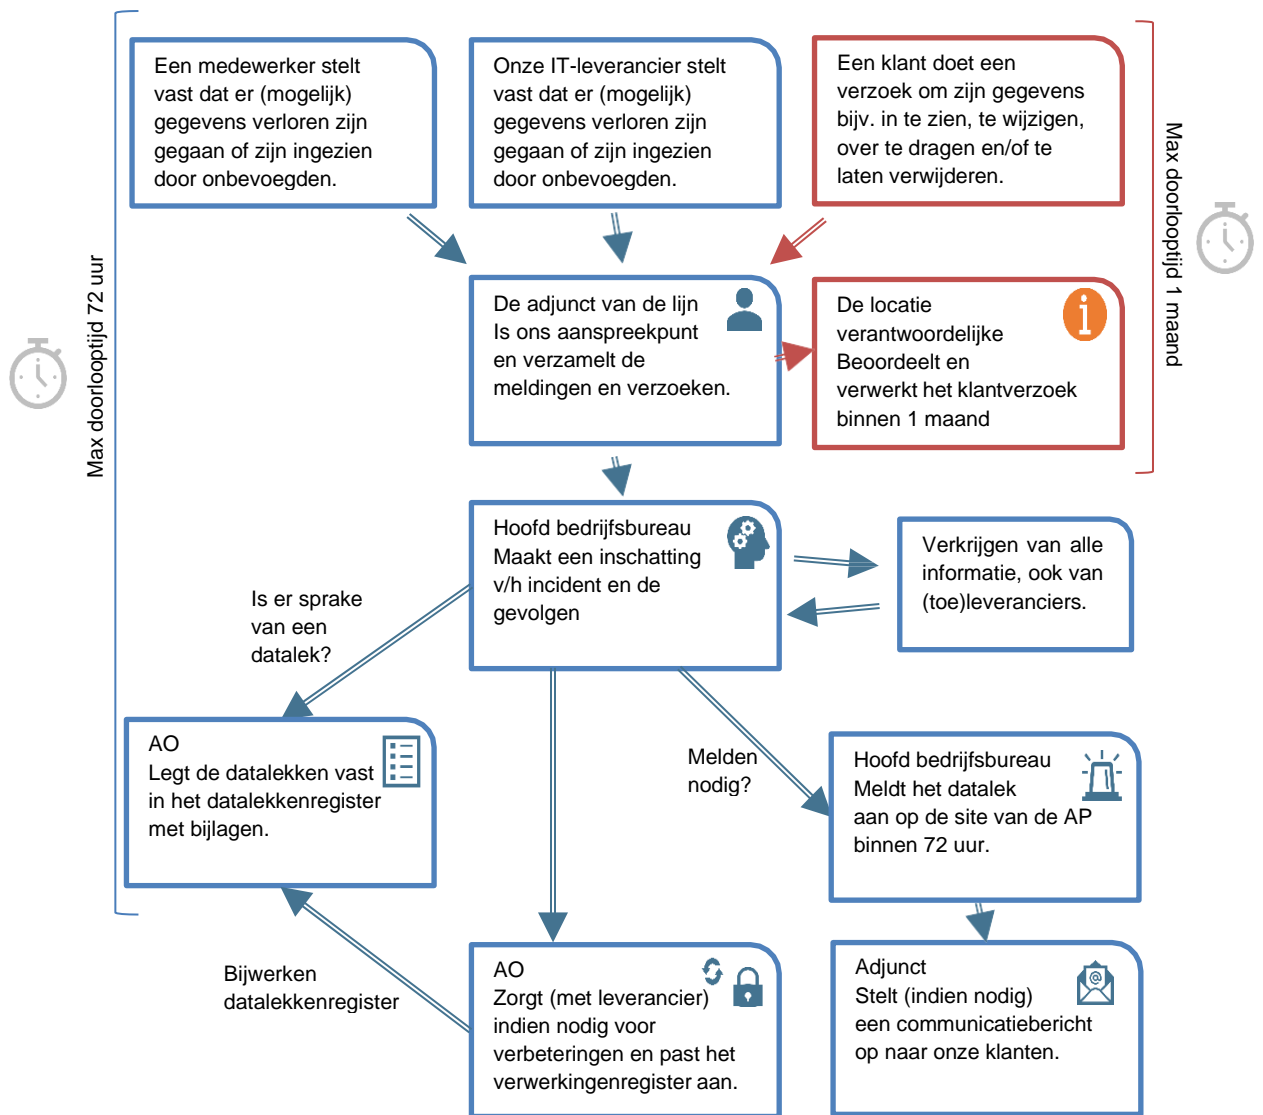 Een medewerker stelt
vast dat er (mogelijk)
gegevens verloren zijn
gegaan of zijn ingezien
door onbevoegden.
Onze IT-leverancier stelt
vast dat er (mogelijk)
gegevens verloren zijn
gegaan of zijn ingezien
door onbevoegden.
Een klant doet een
verzoek om zijn gegevens
bijv. in te zien, te wijzigen,
over te dragen en/of te
laten verwijderen.
Max doorlooptijd 1 maand
Max doorlooptijd 72 uur
De adjunct van de lijn
Is ons aanspreekpunt
en verzamelt de
meldingen en verzoeken.
De locatie
verantwoordelijke
Beoordeelt en
verwerkt het klantverzoek
binnen 1 maand
Hoofd bedrijfsbureau
Maakt een inschatting
v/h incident en de
gevolgen
Verkrijgen van alle
informatie, ook van
(toe)leveranciers.
Is er sprake
van een
datalek?
AO
Legt de datalekken vast
in het datalekkenregister
met bijlagen.
Melden
nodig?
Hoofd bedrijfsbureau
Meldt het datalek
aan op de site van de AP
binnen 72 uur.
Bijwerken
datalekkenregister
AO
Zorgt (met leverancier)
indien nodig voor
verbeteringen en past het
verwerkingenregister aan.
Adjunct
Stelt (indien nodig)
een communicatiebericht
op naar onze klanten.